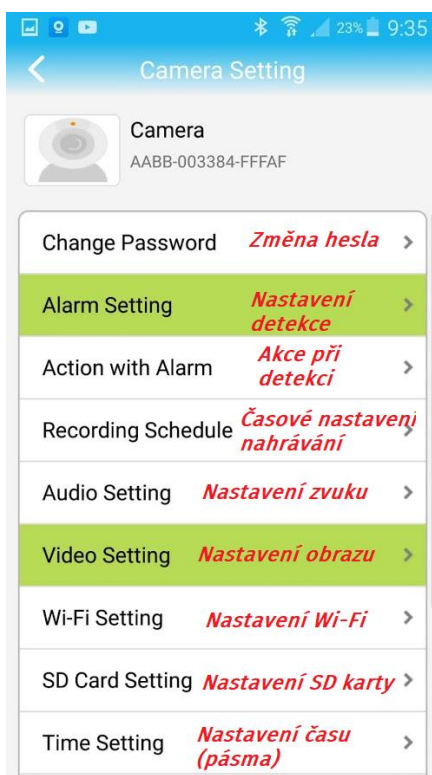 23% 9:35
Camera Setting
Camera
AABB-003384-FFFAF
Change Password Změna hesla
Alarm Setting Nastavení
detekce
Action with Alarm Akce při
detekci
Recording Schedule Časové nastavení
nahrávání
Audio Setting Nastavení zvuku
Video Setting Nastavení obrazu
Wi-Fi Setting Nastavení Wi-Fi
SD Card Setting Nastavení SD karty
Time Setting Nastavení času
(pásma)